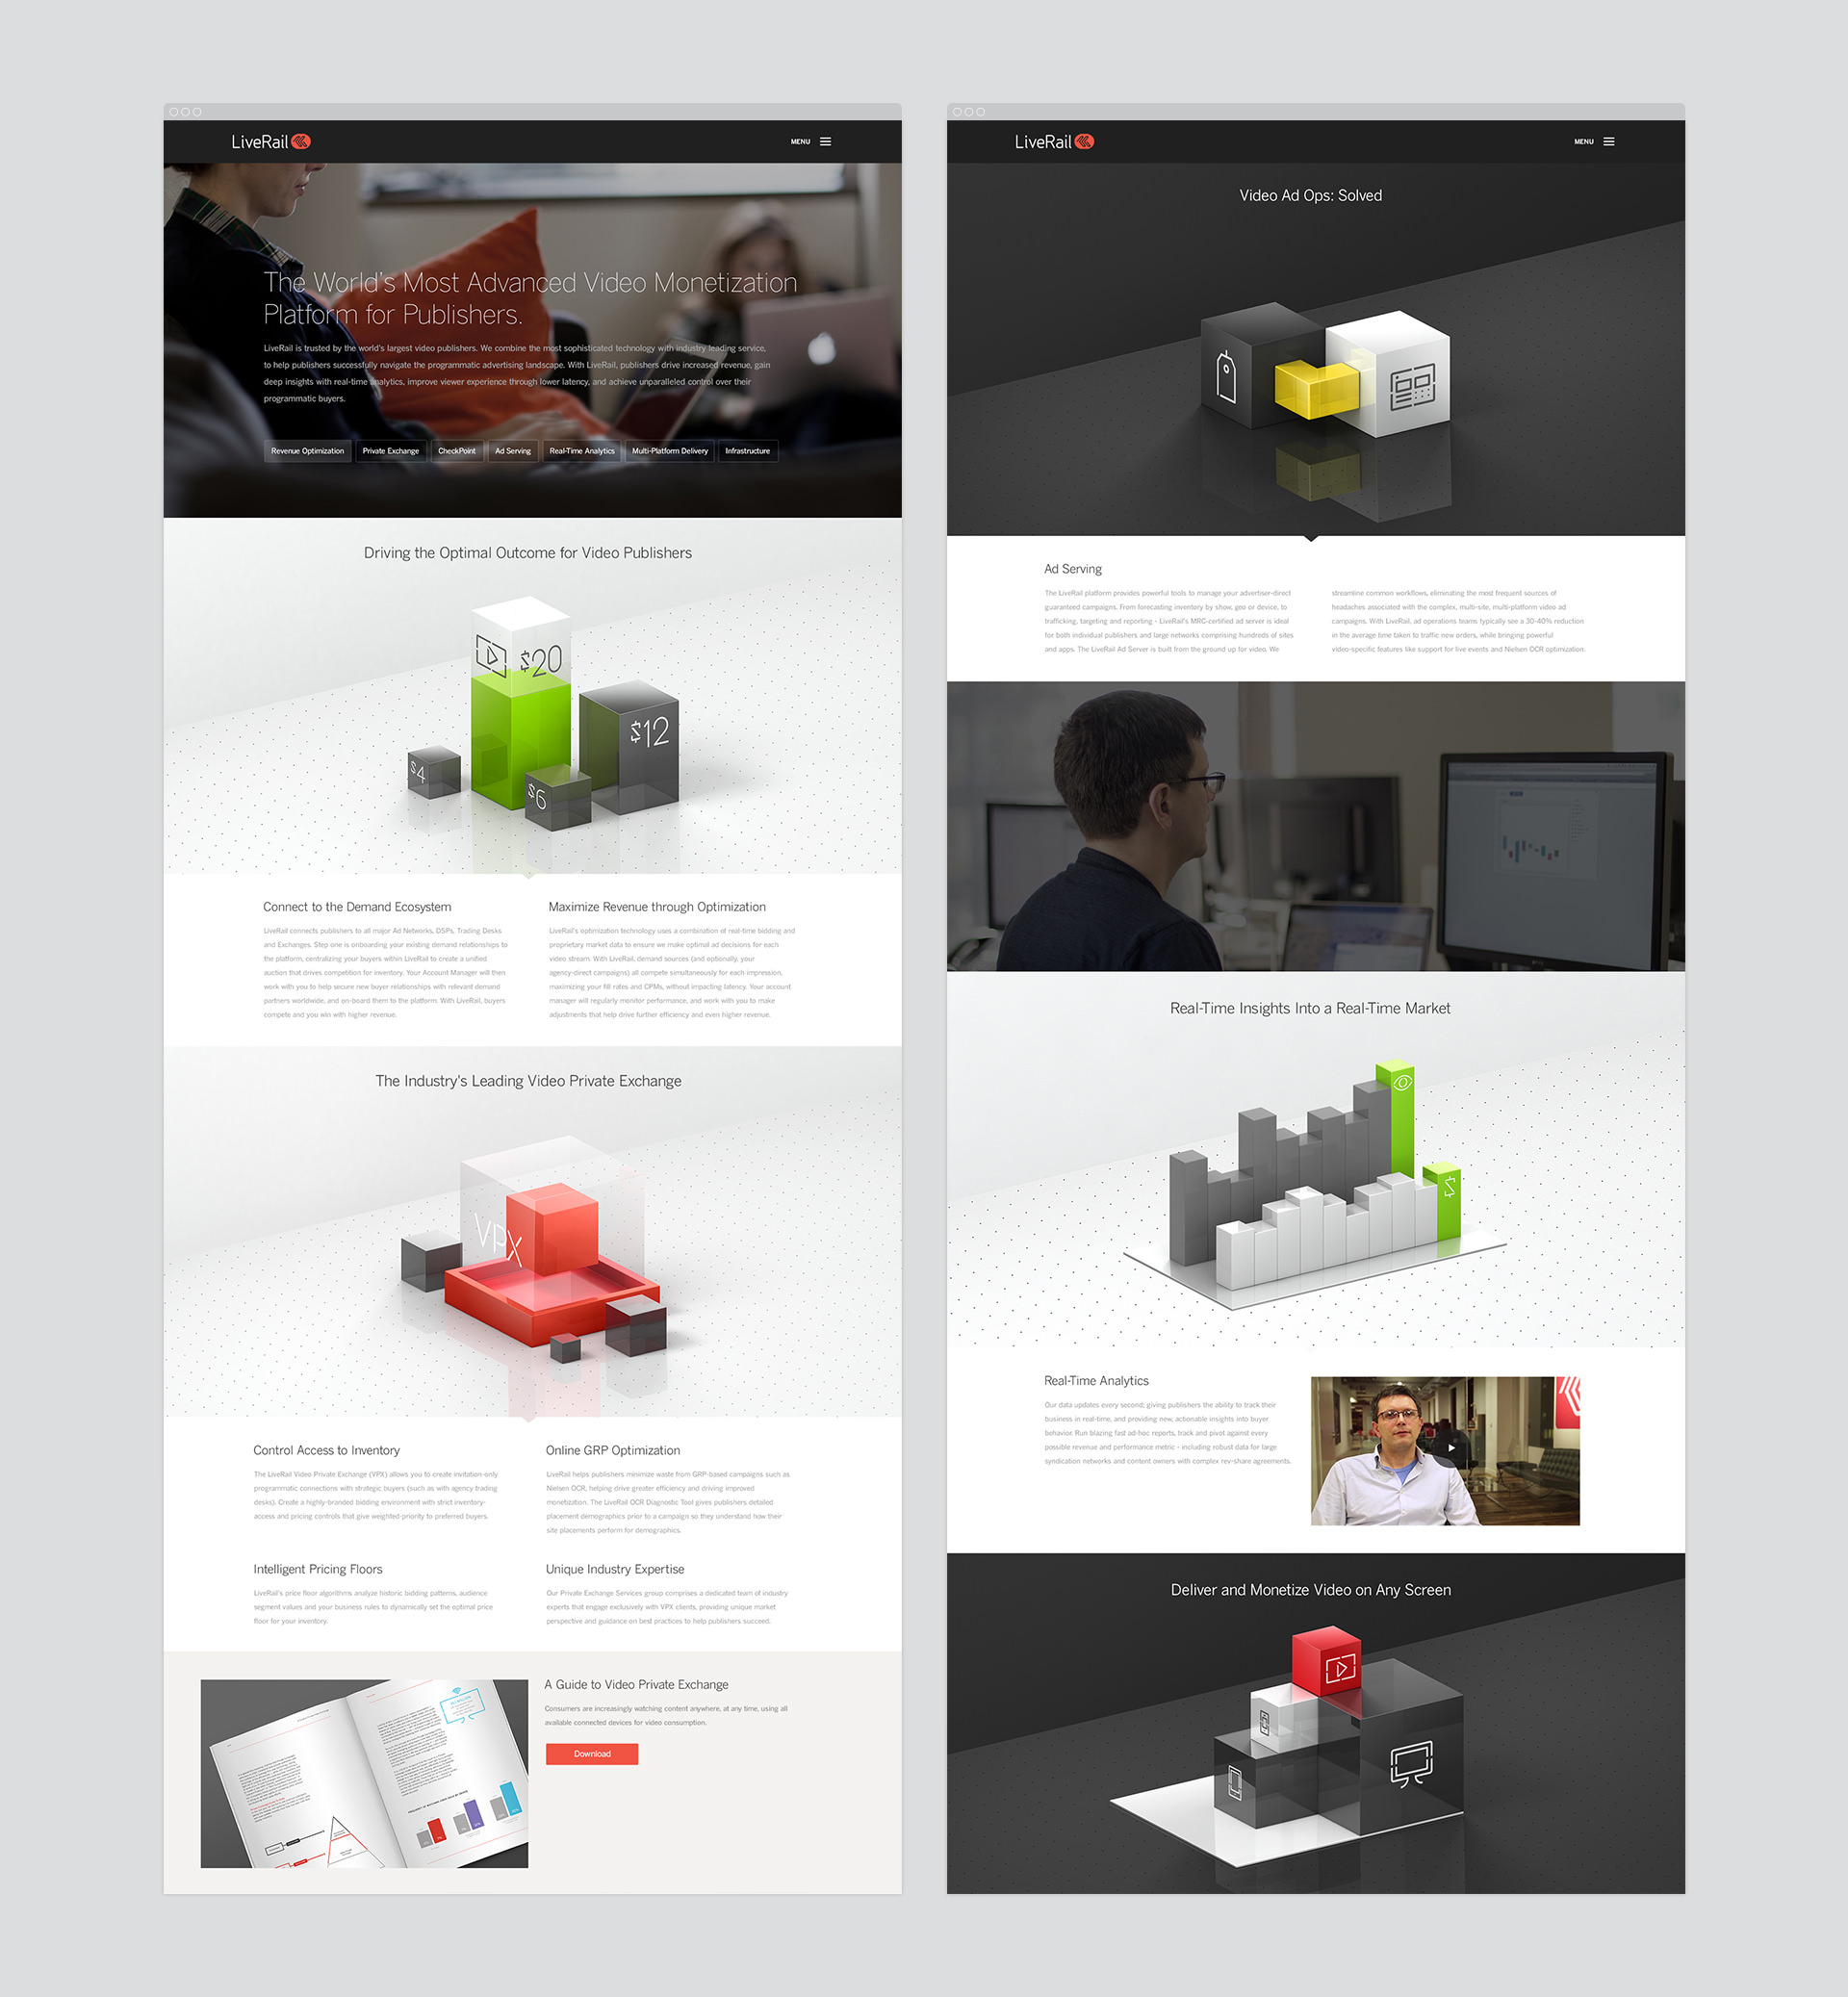 LiveRail
MENU
The World's Most Advanced Video Monetization
Platform for Publishers.
LiveRail is trusted by the world's largest video publishers. We combine the most sophisticated technology with industry leading service,
to help publishers successfully navigate the programmatic advertising landscape. With LiveRail, publishers drive increased revenue, gain
deep insights with real-time analytics, improve viewer experience through lower latency, and achieve unparalleled control over their
programmatic buyers.
Revenue Optimization
Private Exchange
CheckPoint
Ad Serving
Real-Time Analytics
Multi-Platform Delivery
Infrastructure
Driving the Optimal Outcome for Video Publishers
$20
$12
$4
$6
Connect to the Demand Ecosystem
LiveRail connects publishers to all major Ad Networks, DSPs, Trading Desks
and Exchanges. Step one is onboarding your existing demand relationships to
the platform, centralizing your buyers within LiveRail to create a unified
auction that drives competition for inventory. Your Account Manager will then
work with you to help secure new buyer relationships with relevant demand
partners worldwide, and on-board them to the platform. With LiveRail, buyers
compete and you win with higher revenue.
Maximize Revenue through Optimization
LiveRail's optimization technology uses a combination of real-time bidding and
proprietary market data to ensure we make optimal ad decisions for each
video stream. With LiveRail, demand sources (and optionally, your
agency-direct campaigns) all compete simultaneously for each impression,
maximizing your fill rates and CPMs, without impacting latency. Your account
manager will regularly monitor performance, and work with you to make
adjustments that help drive further efficiency and even higher revenue.
The Industry's Leading Video Private Exchange
VPX
Control Access to Inventory
The LiveRail Video Private Exchange (VPX) allows you to create invitation-only
programmatic connections with strategic buyers (such as with agency trading
desks). Create a highly-branded bidding environment with strict inventory-
access and pricing controls that give weighted-priority to preferred buyers.
Online GRP Optimization
LiveRail helps publishers minimize waste from GRP-based campaigns such as
Nielsen OCR, helping drive greater efficiency and driving improved
monetization. The LiveRail OCR Diagnostic Tool gives publishers detailed
placement demographics prior to a campaign so they understand how their
site placements perform for demographics.
Intelligent Pricing Floors
LiveRail's price floor algorithms analyze historic bidding patterns, audience
segment values and your business rules to dynamically set the optimal price
floor for your inventory.
Unique Industry Expertise
Our Private Exchange Services group comprises a dedicated team of industry
experts that engage exclusively with VPX clients, providing unique market
perspective and guidance on best practices to help publishers succeed.
A Guide to Video Private Exchange
Consumers are increasingly watching content anywhere, at any time, using all
available connected devices for video consumption.
Download
LiveRail
MENU
Video Ad Ops: Solved
Ad Serving
The LiveRail platform provides powerful tools to manage your advertiser-direct
guaranteed campaigns. From forecasting inventory by show, geo or device, to
trafficking, targeting and reporting - LiveRail's MRC-certified ad server is ideal
for both individual publishers and large networks comprising hundreds of sites
and apps. The LiveRail Ad Server is built from the ground up for video. We
streamline common workflows, eliminating the most frequent sources of
headaches associated with the complex, multi-site, multi-platform video ad
campaigns. With LiveRail, ad operations teams typically see a 30-40% reduction
in the average time taken to traffic new orders, while bringing powerful
video-specific features like support for live events and Nielsen OCR optimization.
Real-Time Insights Into a Real-Time Market
$
Real-Time Analytics
Our data updates every second; giving publishers the ability to track their
business in real-time, and providing new, actionable insights into buyer
behavior. Run blazing fast ad-hoc reports, track and pivot against every
possible revenue and performance metric - including robust data for large
syndication networks and content owners with complex rev-share agreements.
Deliver and Monetize Video on Any Screen